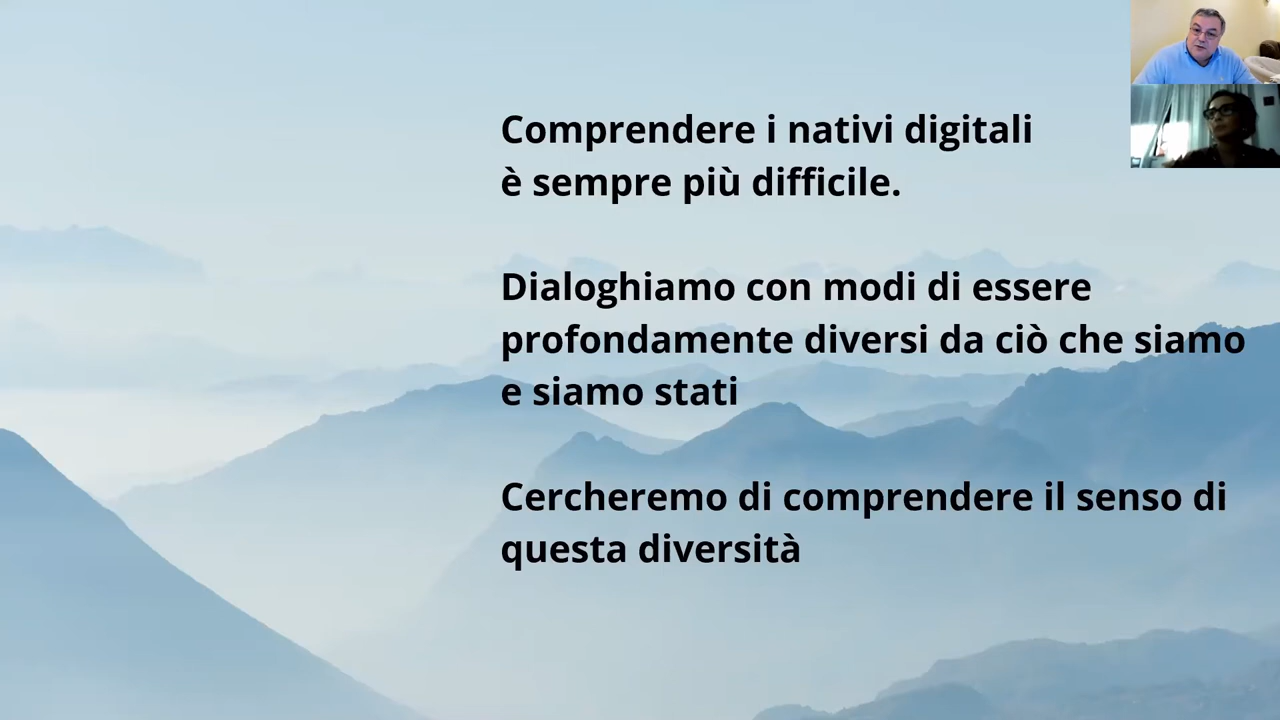 Comprendere i nativi digitali
è sempre più difficile.
Dialoghiamo con modi di essere
profondamente diversi da ciò che siamo
e siamo stati
Cercheremo di comprendere il senso di
questa diversità